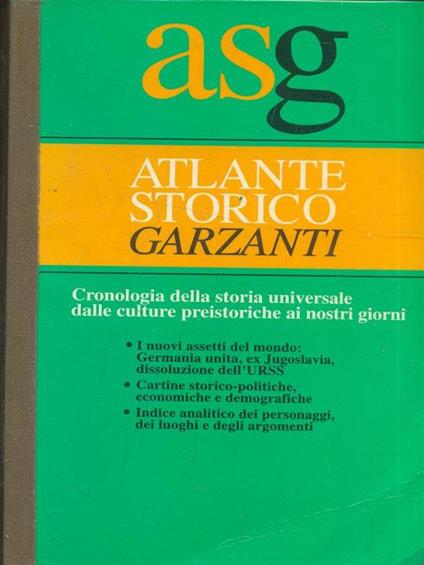 asg
ATLANTE
STORICO
GARZANTI
Cronologia della storia universale
dalle culture preistoriche ai nostri giorni
• I nuovi assetti del mondo:
Germania unita, ex Jugoslavia,
dissoluzione dell'URSS
• Cartine storico-politiche,
economiche e demografiche
• Indice analitico dei personaggi,
dei luoghi e degli argomenti